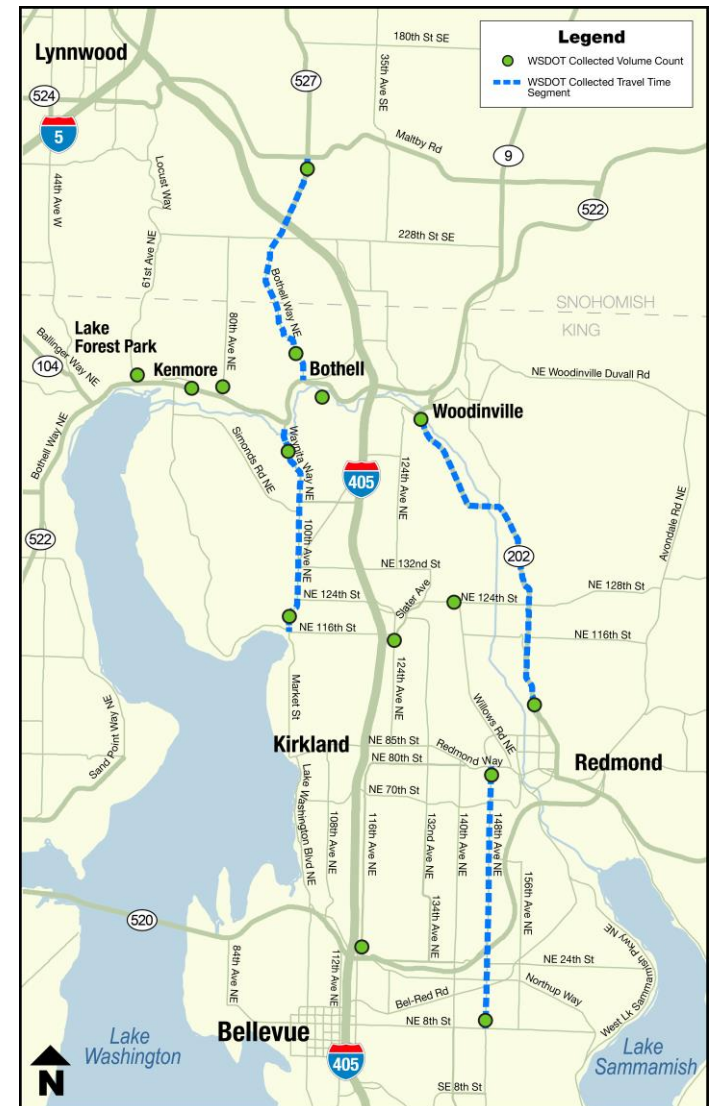 Legend
WSDOT Collected Volume Count
WSDOT Collected Travel Time
Segment
180th St SE
Lynnwood
527
35th Ave SE
524
5
Maltby Rd
9
44th Ave W
Locust Way
522
61st Ave NE
228th St SE
Bothell Way NE
SNOHOMISH
KING
80th Ave NE
Lake
Forest Park
Ballinger Way NE
104
Kenmore
Bothell
NE Woodinville Duvall Rd
Woodinville
Bothell Way NE
Simonds Rd NE
Waynita Way NE
405
124th Ave NE
Avondale Rd NE
522
100th Ave NE
202
NE 132nd St
NE 128th St
NE 124th St
Slater Ave
NE 124th St
NE 116th St
NE 116th St
Market St
124th Ave NE
Willows Rd NE
Sand Point Way NE
Kirkland
NE 85th St
Redmond Way
NE 80th St
Redmond
NE 70th St
Lake Washington Blvd NE
108th Ave NE
116th Ave NE
132nd Ave NE
140th Ave NE
148th Ave NE
156th Ave NE
134th Ave NE
520
84th Ave NE
112th Ave NE
NE 24th St
Bel-Red Rd
Northup Way
West Lk Sammamish Pkwy NE
NE 8th St
Bellevue
Lake
Washington
405
Lake
Sammamish
SE 8th St
N